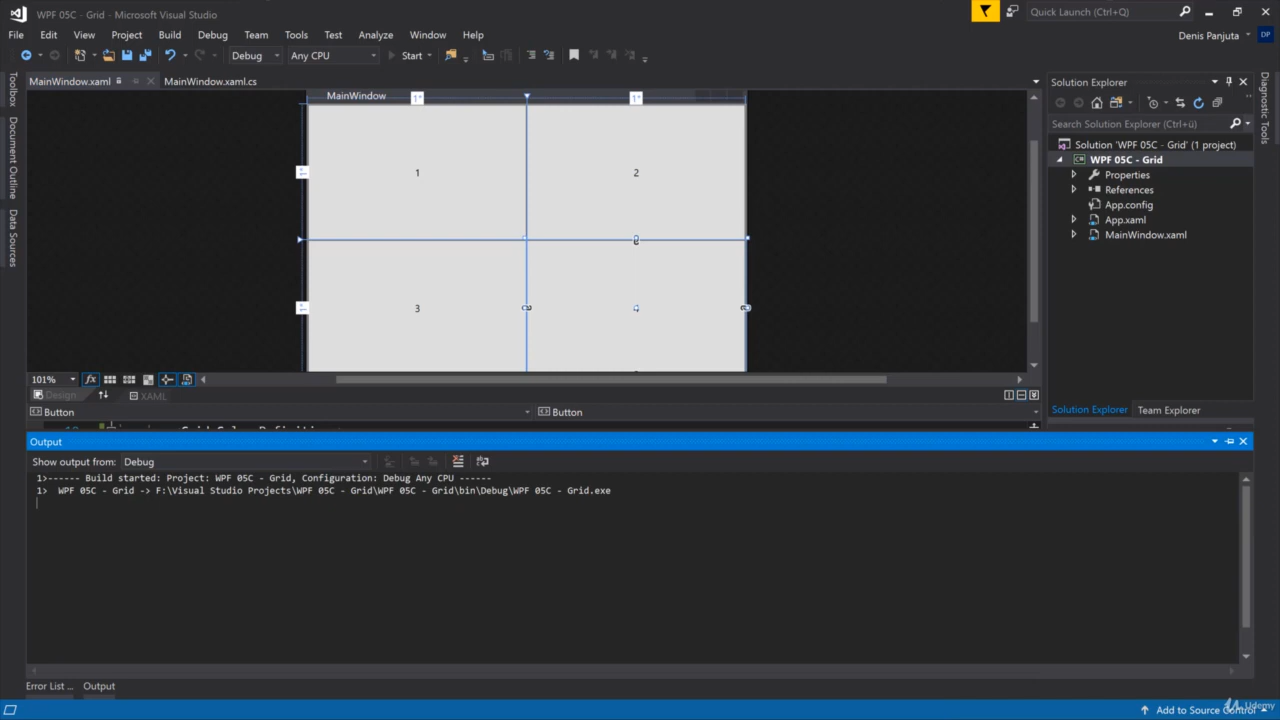 WPF 05C - Grid - Microsoft Visual Studio
Quick Launch (Ctrl+Q)
File Edit View Project Build Debug Team Tools Test Analyze Window Help
Denis Panjuta DP
Debug Any CPU Start
MainWindow.xaml MainWindow.xaml.cs
Solution Explorer
Toolbox
Document Outline
Data Sources
Diagnostic Tools
MainWindow
1*
1*
Search Solution Explorer (Ctrl+ü)
Solution 'WPF 05C - Grid' (1 project)
WPF 05C - Grid
Properties
References
App.config
App.xaml
MainWindow.xaml
1 2
3 4
101%
Design XAML
Button Button
Solution Explorer Team Explorer
Output
Show output from: Debug
1>------ Build started: Project: WPF 05C - Grid, Configuration: Debug Any CPU ------
1> WPF 05C - Grid -> F:\Visual Studio Projects\WPF 05C - Grid\WPF 05C - Grid\bin\Debug\WPF 05C - Grid.exe
Error List ... Output
Add to Source Control
Udemy